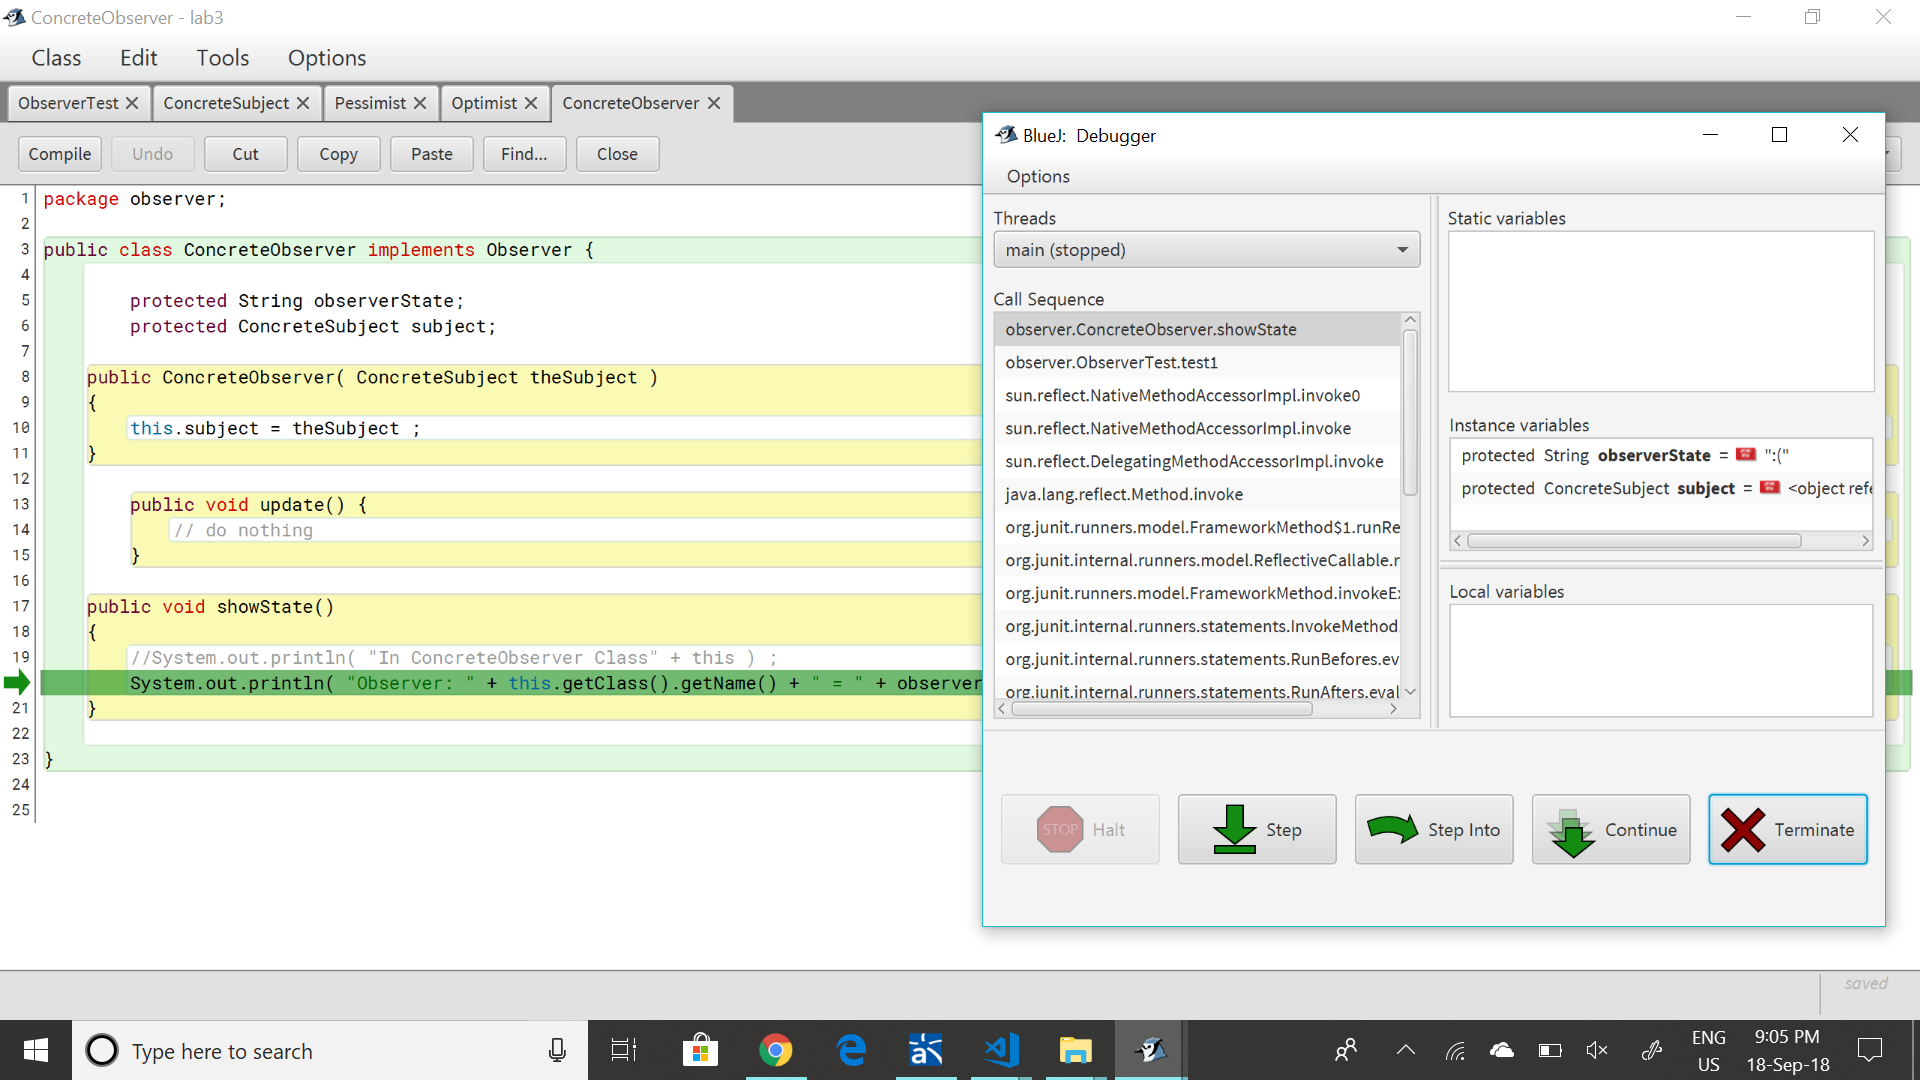 ConcreteObserver - lab3
Class Edit Tools Options
ObserverTest ConcreteSubject Pessimist Optimist ConcreteObserver
Compile Undo Cut Copy Paste Find... Close
1 package observer;
2
3 public class ConcreteObserver implements Observer {
4
5 protected String observerState;
6 protected ConcreteSubject subject;
7
8 public ConcreteObserver( ConcreteSubject theSubject )
9 {
10 this.subject = theSubject ;
11 }
12
13 public void update() {
14 // do nothing
15 }
16
17 public void showState()
18 {
19 //System.out.println( "In ConcreteObserver Class" + this ) ;
System.out.println( "Observer: " + this.getClass().getName() + " = " + observer
21 }
22
23 }
24
25
BlueJ: Debugger
Options
Threads
main (stopped)
Call Sequence
observer.ConcreteObserver.showState
observer.ObserverTest.test1
sun.reflect.NativeMethodAccessorImpl.invoke0
sun.reflect.NativeMethodAccessorImpl.invoke
sun.reflect.DelegatingMethodAccessorImpl.invoke
java.lang.reflect.Method.invoke
org.junit.runners.model.FrameworkMethod$1.runRe
org.junit.internal.runners.model.ReflectiveCallable.r
org.junit.runners.model.FrameworkMethod.invokeEx
org.junit.internal.runners.statements.InvokeMethod.
org.junit.internal.runners.statements.RunBefores.ev
org.junit.internal.runners.statements.RunAfters.eval
Static variables
Instance variables
protected String observerState = ":("
protected ConcreteSubject subject = <object refe
Local variables
STOP Halt
Step
Step Into
Continue
Terminate
saved
Type here to search
ENG
US
9:05 PM
18-Sep-18